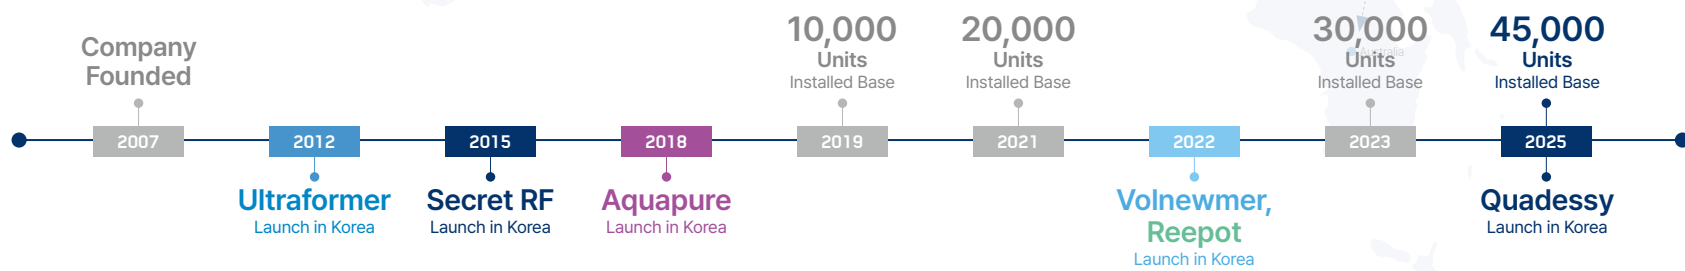 Company
Founded
2007
2012
Ultraformer
Launch in Korea
2015
Secret RF
Launch in Korea
2018
Aquapure
Launch in Korea
10,000
Units
Installed Base
2019
20,000
Units
Installed Base
2021
2022
Volnewmer,
Reepot
Launch in Korea
30,000
Australia
Units
Installed Base
2023
45,000
Units
Installed Base
2025
Quadessy
Launch in Korea